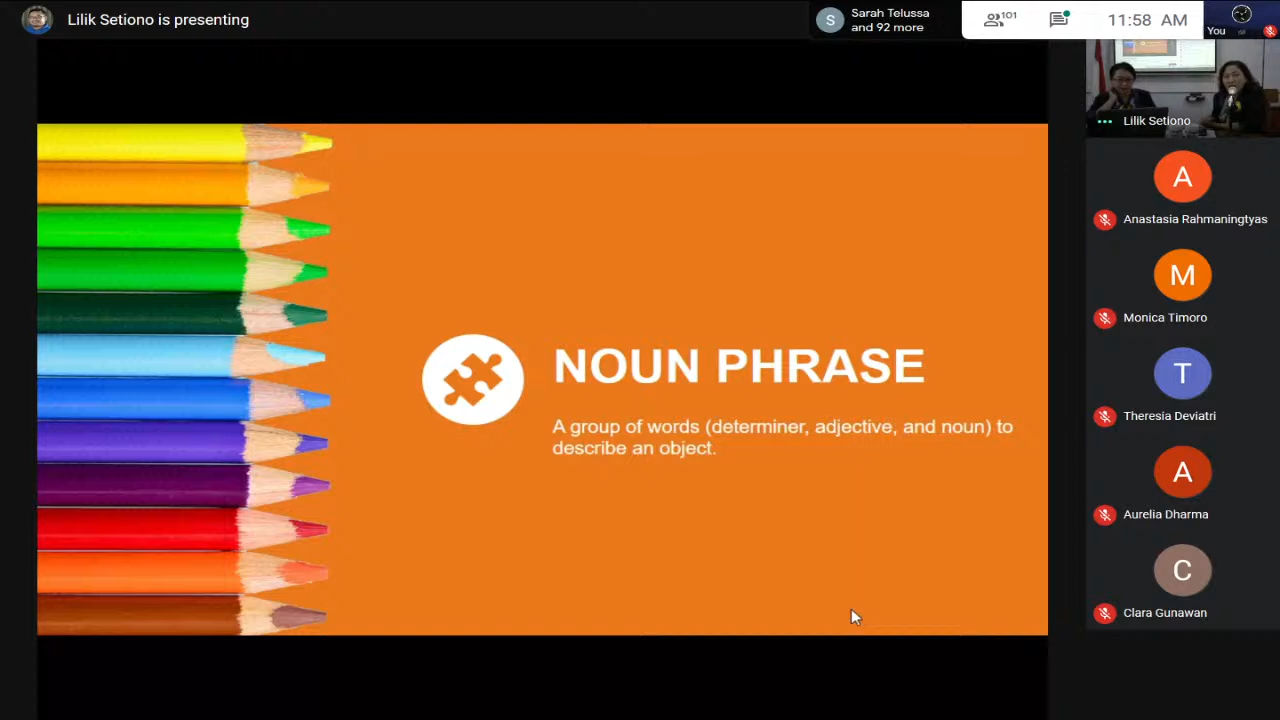 Lilik Setiono is presenting
S
Sarah Telussa
and 92 more
101
11:58 AM
You
Lilik Setiono
A
Anastasia Rahmaningtyas
M
Monica Timoro
T
Theresia Deviatri
A
Aurelia Dharma
C
Clara Gunawan
NOUN PHRASE
A group of words (determiner, adjective, and noun) to
describe an object.